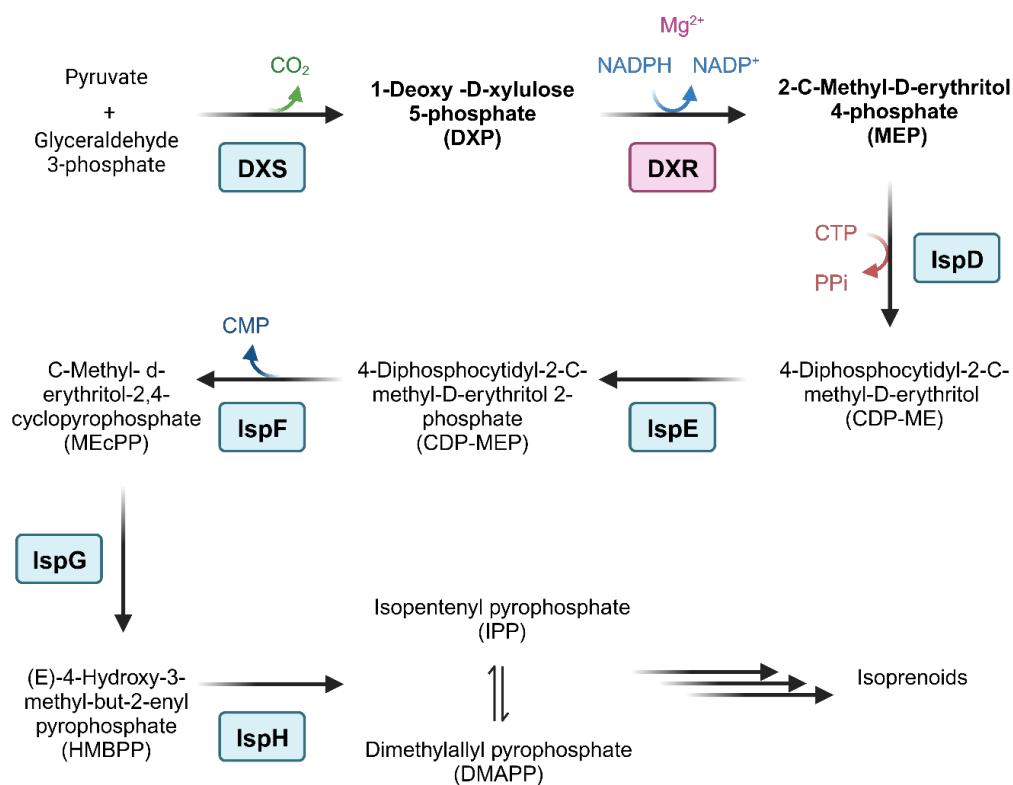 Pyruvate
+
Glyceraldehyde
3-phosphate
CO₂
DXS
1-Deoxy -D-xylulose
5-phosphate
(DXP)
Mg²⁺
NADPH NADP⁺
DXR
2-C-Methyl-D-erythritol
4-phosphate
(MEP)
CTP
PPi
IspD
4-Diphosphocytidyl-2-C-
methyl-D-erythritol
(CDP-ME)
IspE
4-Diphosphocytidyl-2-C-
methyl-D-erythritol 2-
phosphate
(CDP-MEP)
CMP
IspF
C-Methyl- d-
erythritol-2,4-
cyclopyrophosphate
(MEcPP)
IspG
(E)-4-Hydroxy-3-
methyl-but-2-enyl
pyrophosphate
(HMBPP)
IspH
Isopentenyl pyrophosphate
(IPP)
Dimethylallyl pyrophosphate
(DMAPP)
Isoprenoids